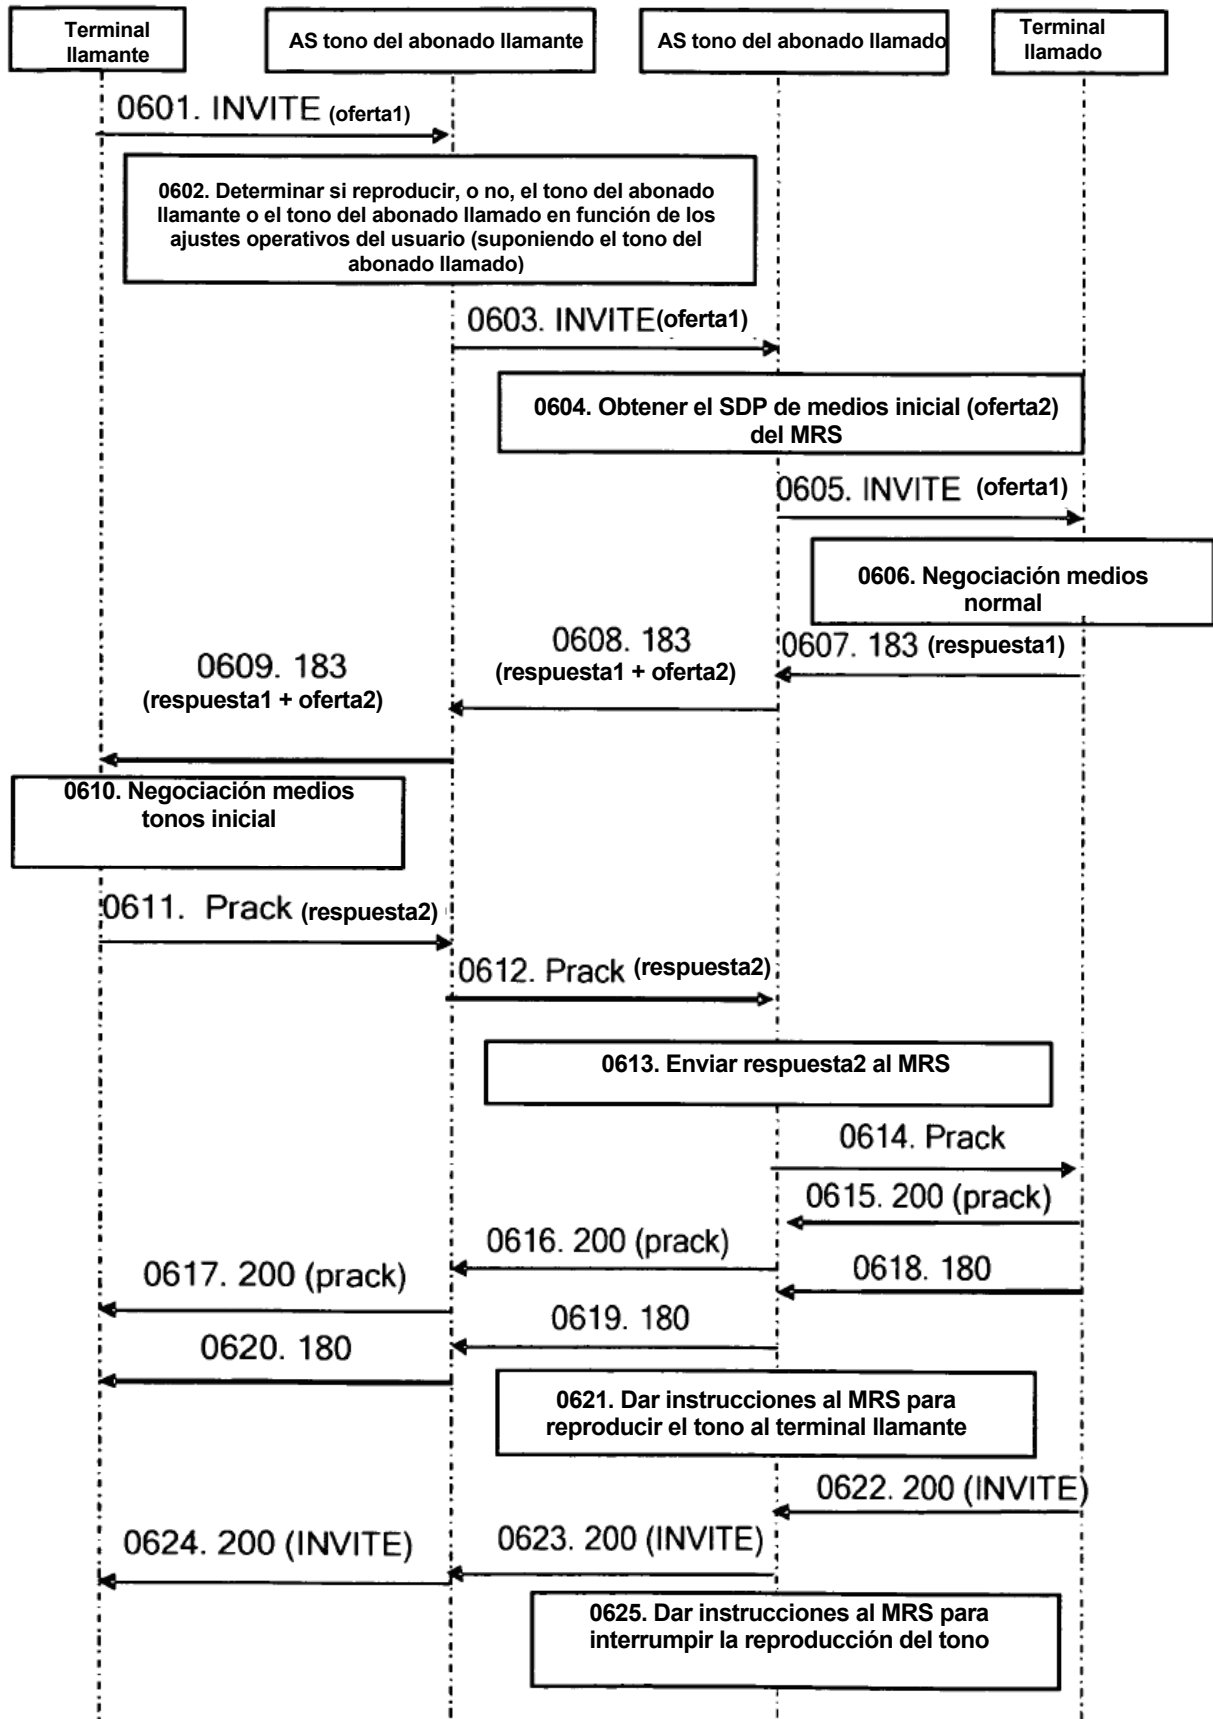 Terminal
llamante
AS tono del abonado llamante
AS tono del abonado llamado
Terminal
llamado
0601. INVITE (oferta1)
0602. Determinar si reproducir, o no, el tono del abonado
llamante o el tono del abonado llamado en función de los
ajustes operativos del usuario (suponiendo el tono del
abonado llamado)
0603. INVITE(oferta1)
0604. Obtener el SDP de medios inicial (oferta2)
del MRS
0605. INVITE (oferta1)
0606. Negociación medios
normal
0607. 183 (respuesta1)
0608. 183
(respuesta1 + oferta2)
0609. 183
(respuesta1 + oferta2)
0610. Negociación medios
tonos inicial
0611. Prack (respuesta2)
0612. Prack (respuesta2)
0613. Enviar respuesta2 al MRS
0614. Prack
0615. 200 (prack)
0616. 200 (prack)
0617. 200 (prack)
0618. 180
0619. 180
0620. 180
0621. Dar instrucciones al MRS para
reproducir el tono al terminal llamante
0622. 200 (INVITE)
0623. 200 (INVITE)
0624. 200 (INVITE)
0625. Dar instrucciones al MRS para
interrumpir la reproducción del tono